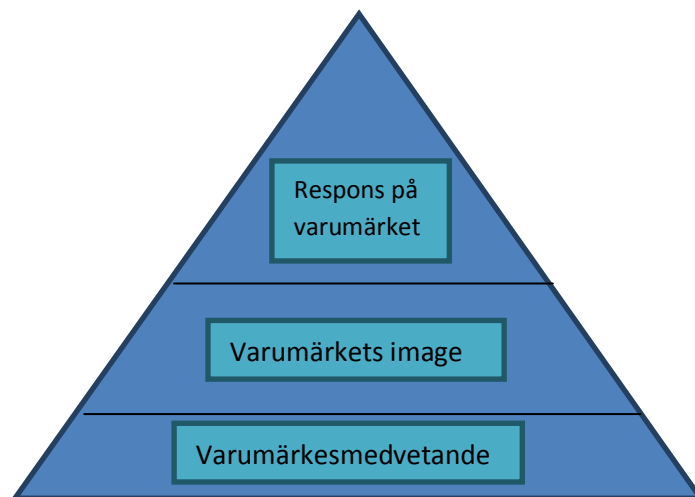 Respons på
varumärket
Varumärkets image
Varumärkesmedvetande